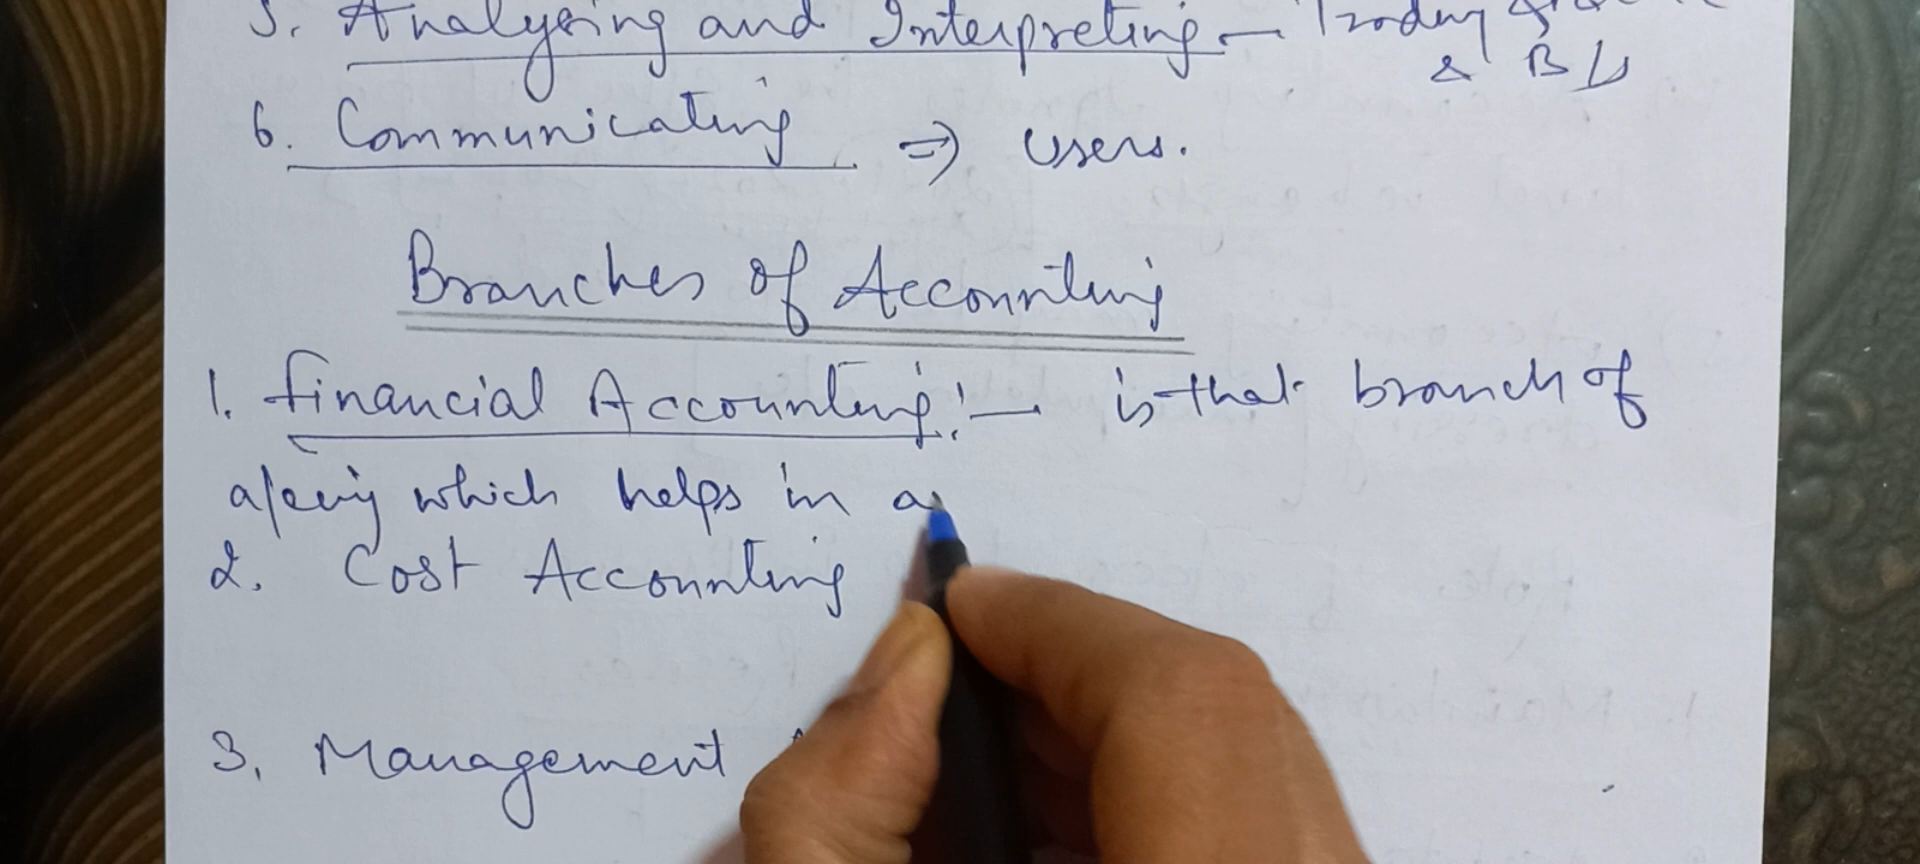 5. Analysing and Interpreting - Trading
& B/s
6. Communicating => users.
Branches of Accounting
1. financial Accounting:- is that branch of
a/cing which helps in
2. Cost Accounting
3. Management